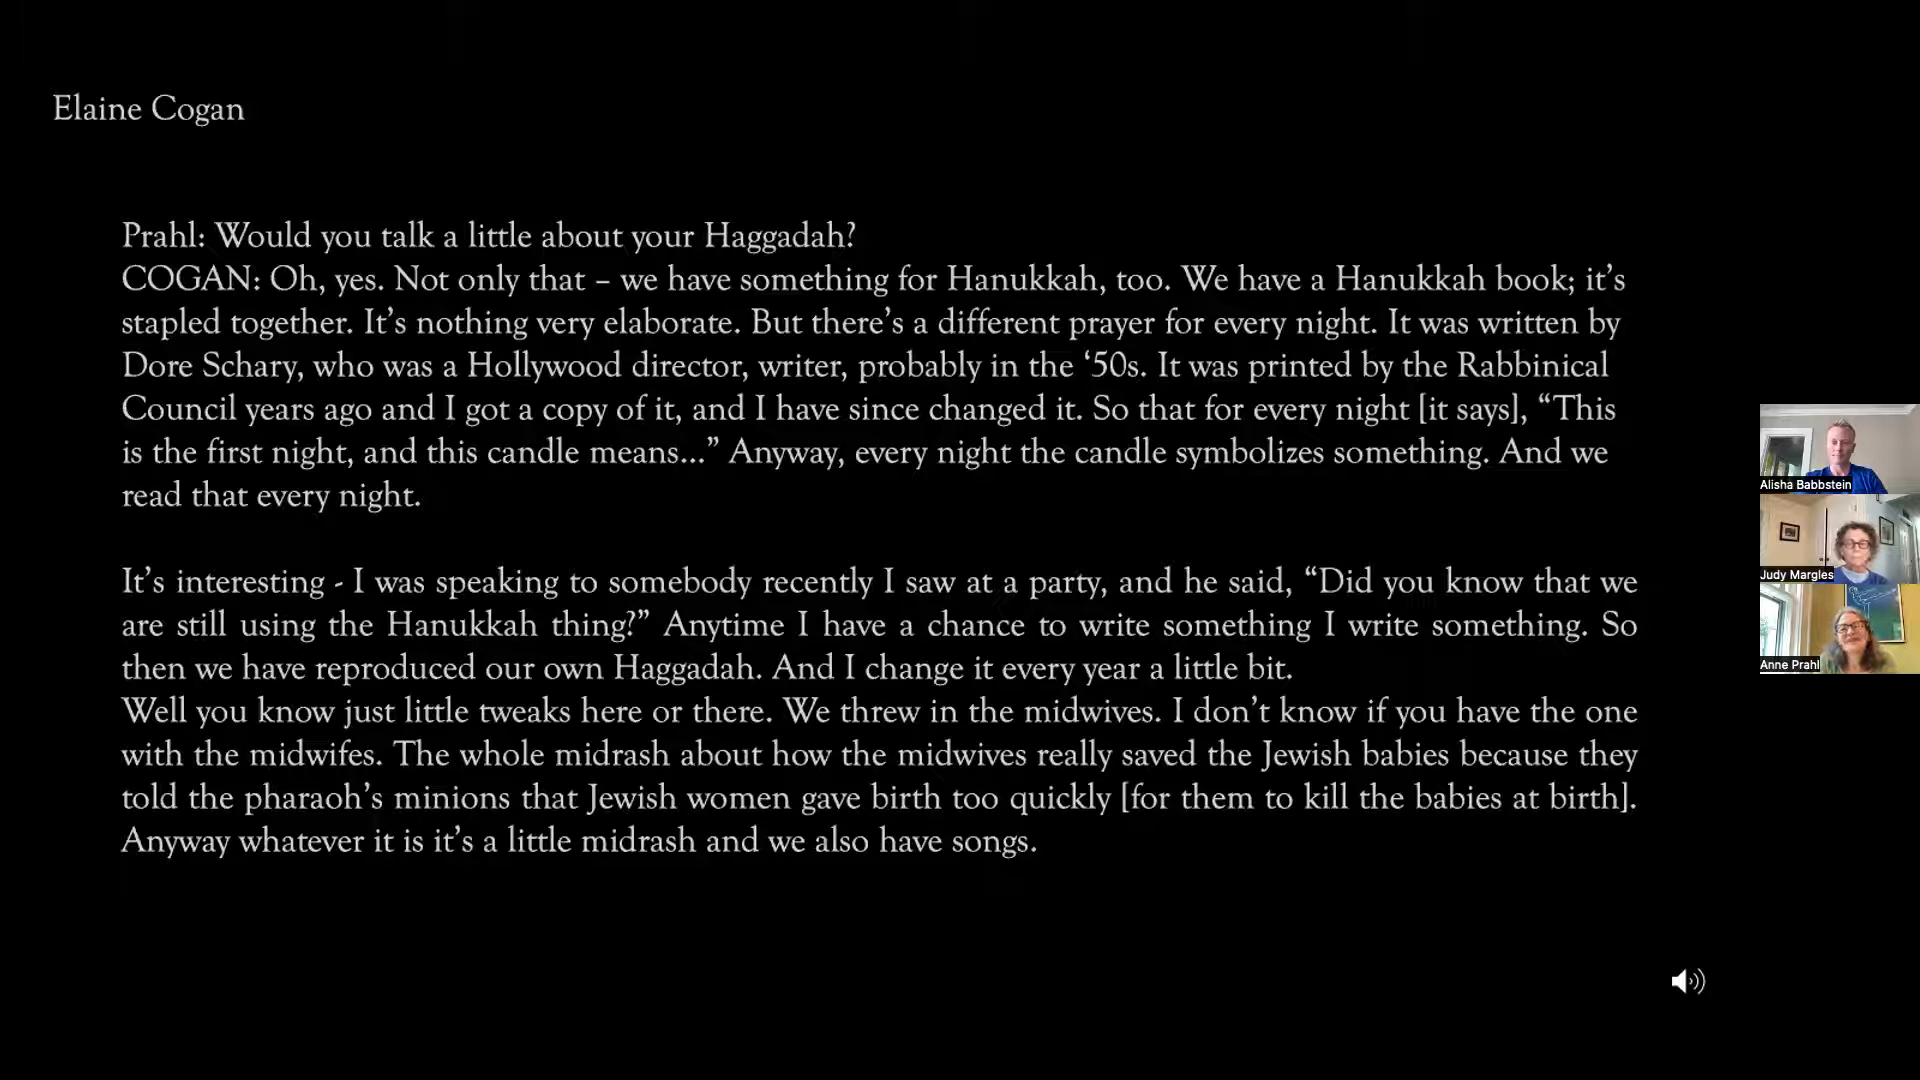 Elaine Cogan
Prahl: Would you talk a little about your Haggadah?
COGAN: Oh, yes. Not only that – we have something for Hanukkah, too. We have a Hanukkah book; it’s
stapled together. It’s nothing very elaborate. But there’s a different prayer for every night. It was written by
Dore Schary, who was a Hollywood director, writer, probably in the ‘50s. It was printed by the Rabbinical
Council years ago and I got a copy of it, and I have since changed it. So that for every night [it says], “This
is the first night, and this candle means...” Anyway, every night the candle symbolizes something. And we
read that every night.
It’s interesting - I was speaking to somebody recently I saw at a party, and he said, “Did you know that we
are still using the Hanukkah thing?” Anytime I have a chance to write something I write something. So
then we have reproduced our own Haggadah. And I change it every year a little bit.
Well you know just little tweaks here or there. We threw in the midwives. I don’t know if you have the one
with the midwifes. The whole midrash about how the midwives really saved the Jewish babies because they
told the pharaoh’s minions that Jewish women gave birth too quickly [for them to kill the babies at birth].
Anyway whatever it is it’s a little midrash and we also have songs.
Alisha Babbstein
Judy Margles
Anne Prahl